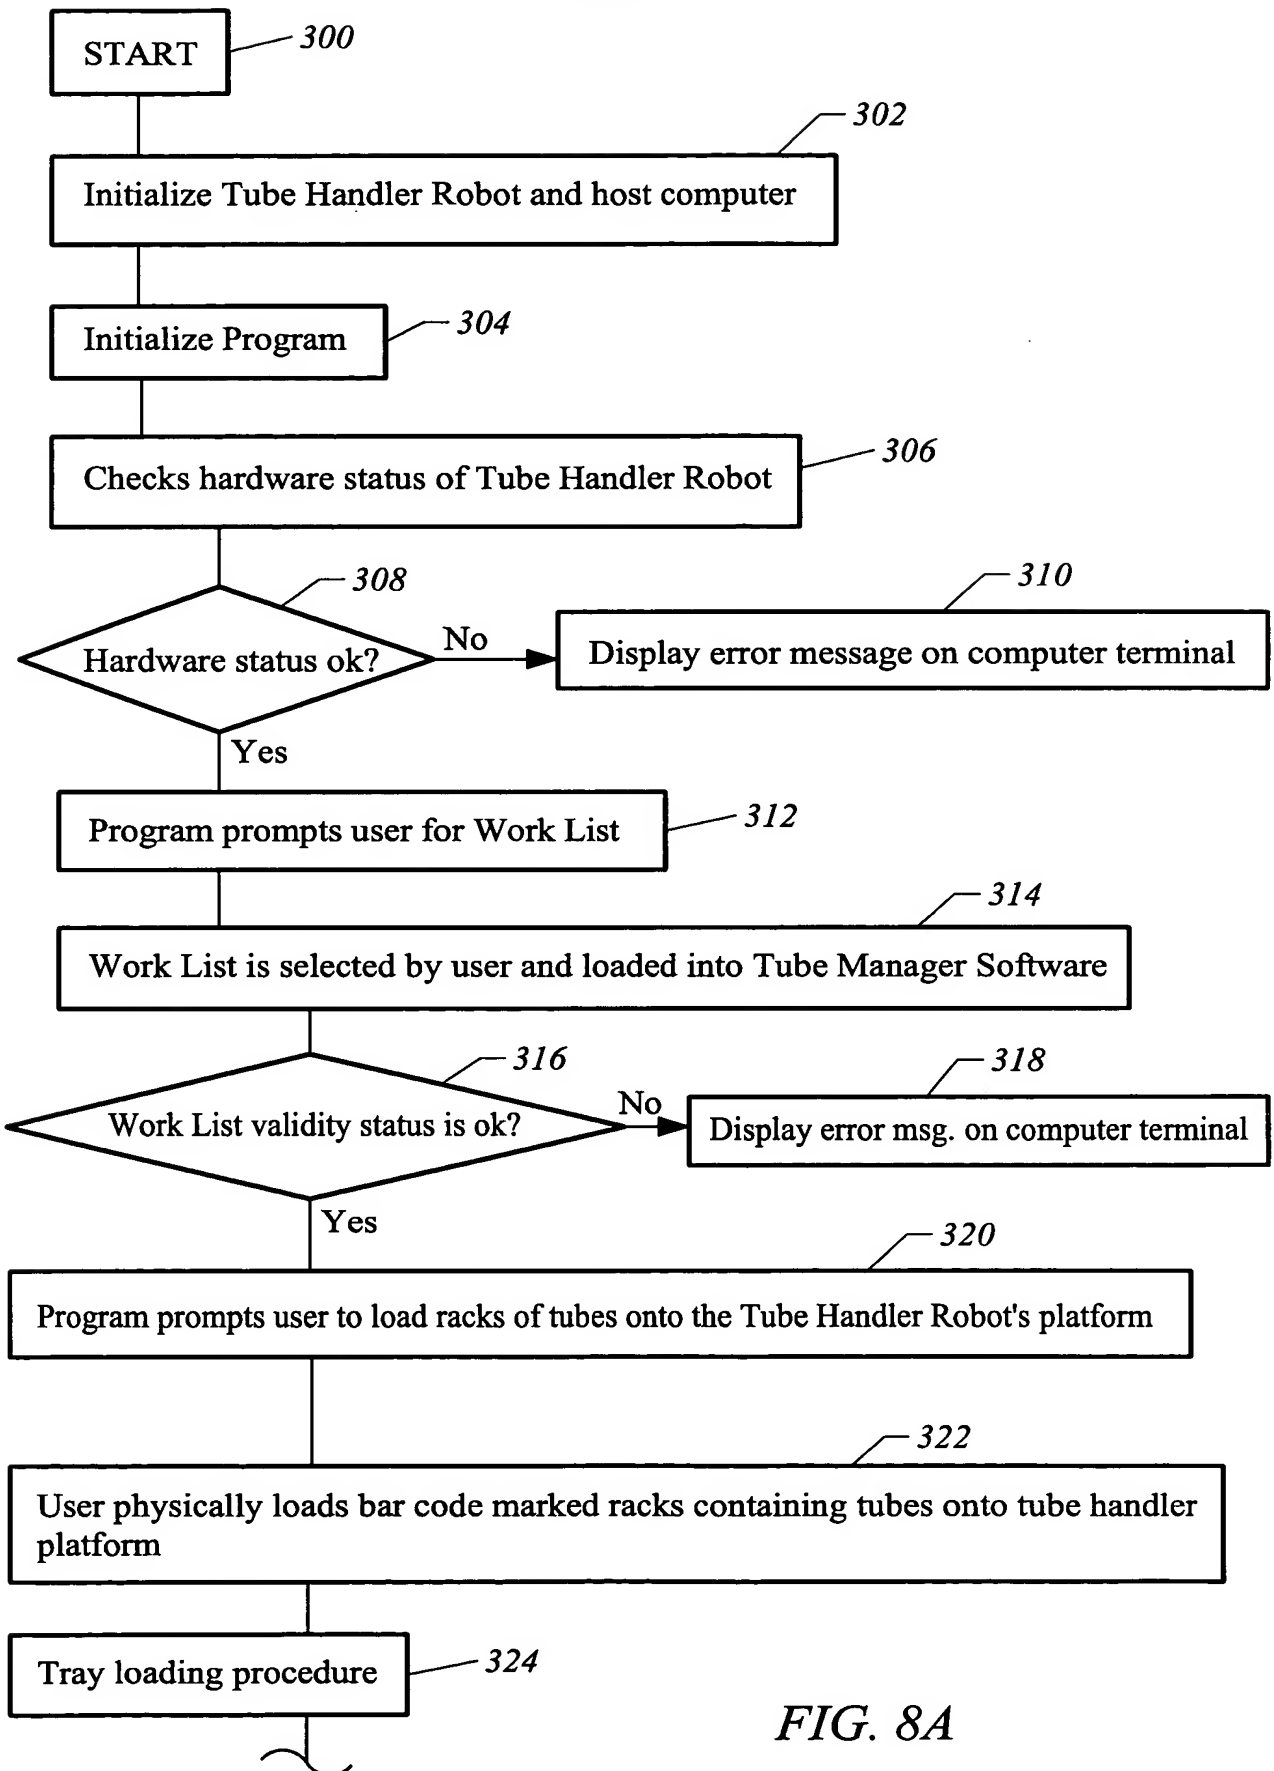 START
300
302
Initialize Tube Handler Robot and host computer
Initialize Program
304
Checks hardware status of Tube Handler Robot
306
308
Hardware status ok?
No
310
Display error message on computer terminal
Yes
Program prompts user for Work List
312
314
Work List is selected by user and loaded into Tube Manager Software
316
Work List validity status is ok?
No
318
Display error msg. on computer terminal
Yes
320
Program prompts user to load racks of tubes onto the Tube Handler Robot's platform
322
User physically loads bar code marked racks containing tubes onto tube handler
platform
Tray loading procedure
324
FIG. 8A